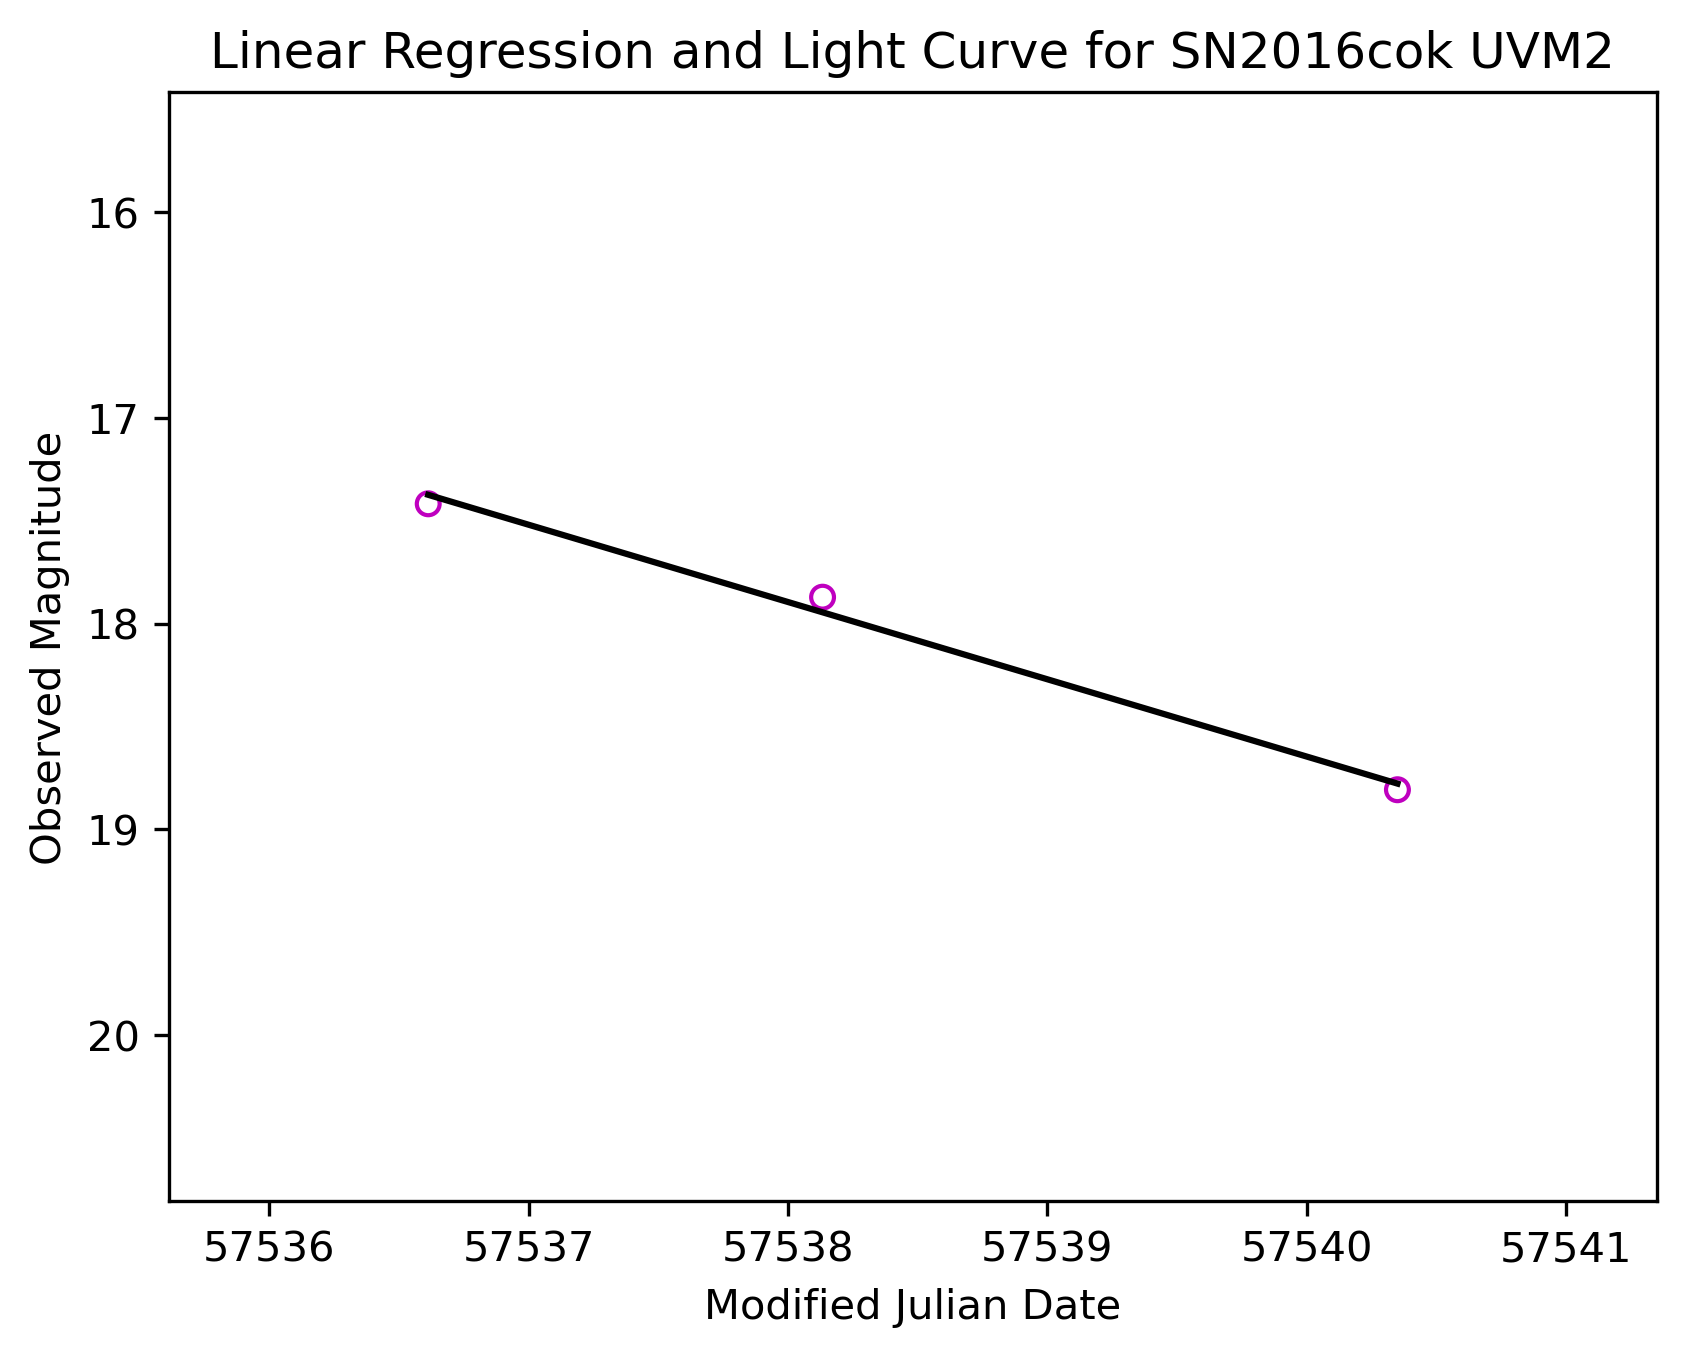 Linear Regression and Light Curve for SN2016cok UVM2
16
17
18
19
20
Observed Magnitude
57536 57537 57538 57539 57540 57541
Modified Julian Date